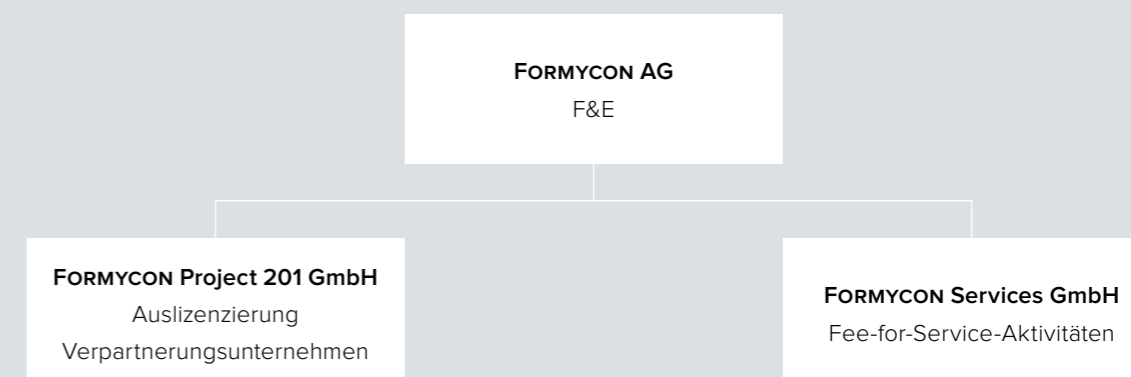 FORMYCON AG
F&E
FORMYCON Project 201 GmbH
Auslizenzierung
Verpartnerungsunternehmen
FORMYCON Services GmbH
Fee-for-Service-Aktivitäten